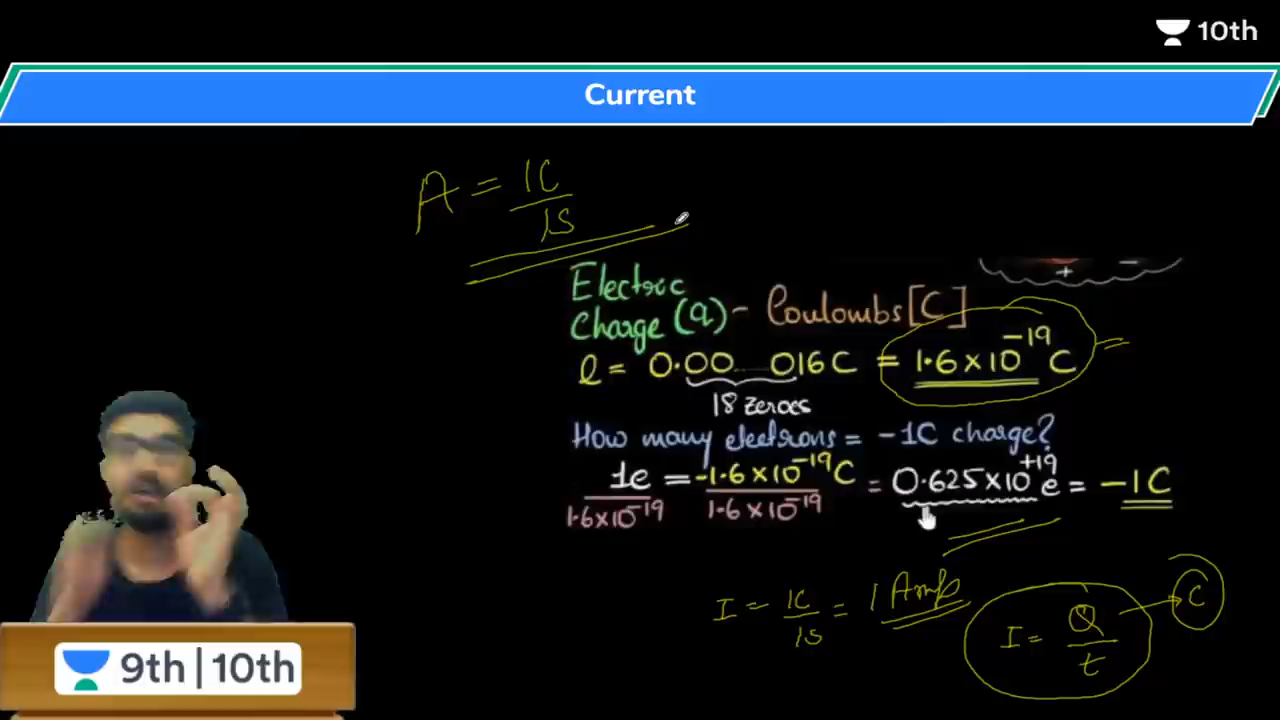 10th
Current
A = 1C / 1S
Electric
Charge (q) - Coulombs [C]
e = 0.00...016C = 1.6×10⁻¹⁹ C
18 zeroes
How many electrons = -1C charge?
1e / 1.6×10⁻¹⁹ = -1.6×10⁻¹⁹C / 1.6×10⁻¹⁹ = 0.625×10⁺¹⁹ e = -1C
I = 1C / 1S = 1 Amp
I = Q / t → C
+ -
9th | 10th